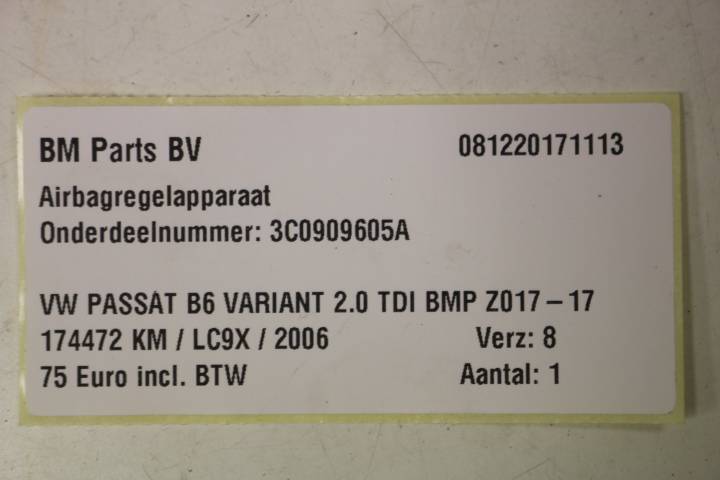 BM Parts BV 081220171113
Airbagregelapparaat
Onderdeelnummer: 3C0909605A
VW PASSAT B6 VARIANT 2.0 TDI BMP Z017 – 17
174472 KM / LC9X / 2006 Verz: 8
75 Euro incl. BTW Aantal: 1